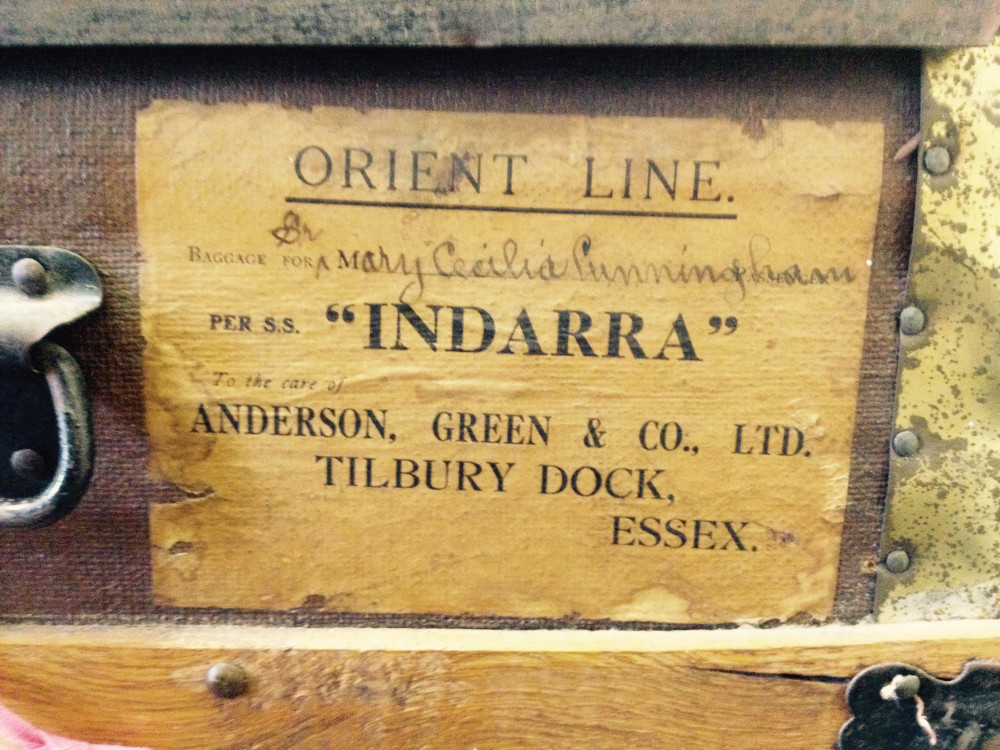 ORIENT LINE.
Sr
BAGGAGE FOR Mary Cecilia Cunningham
PER S.S. “INDARRA”
To the care of
ANDERSON, GREEN & CO., LTD.
TILBURY DOCK,
ESSEX.